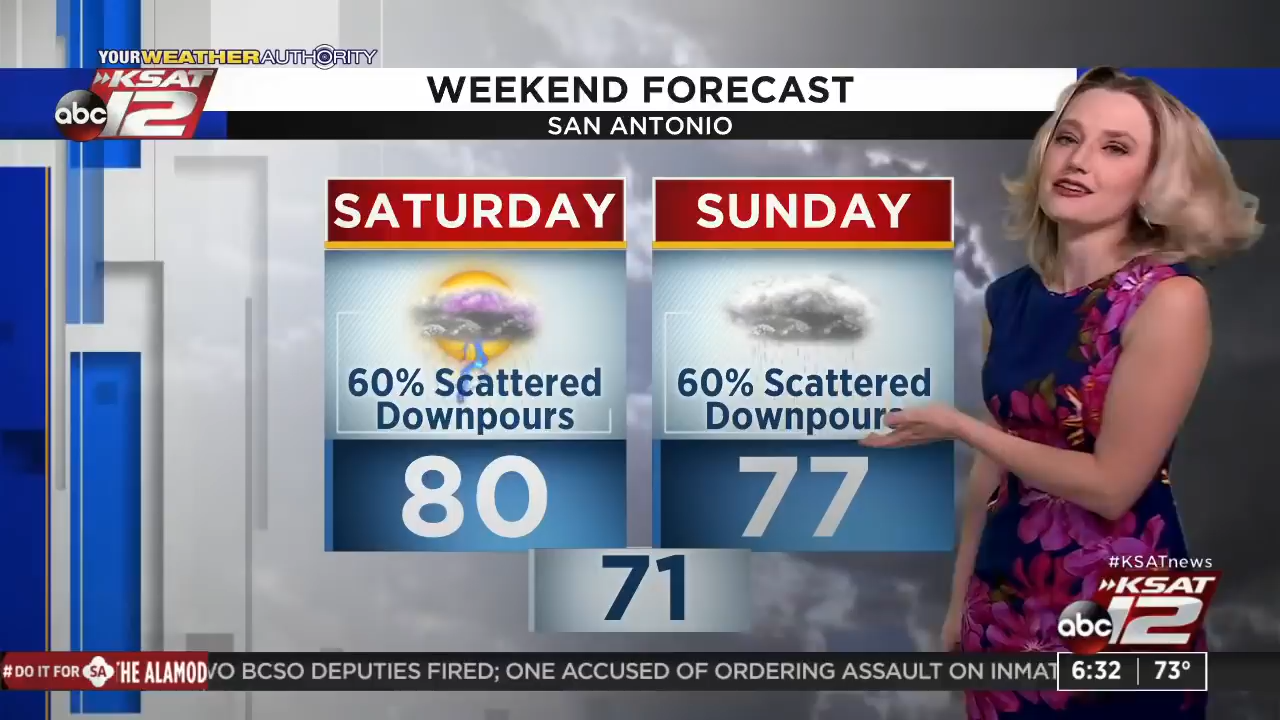 YOURWEATHERAUTHORITY
KSAT
abc 12
WEEKEND FORECAST
SAN ANTONIO
SATURDAY
60% Scattered
Downpours
80
SUNDAY
60% Scattered
Downpours
77
71
#KSATnews
KSAT
abc 12
#DO IT FOR SA THE ALAMOD
WO BCSO DEPUTIES FIRED; ONE ACCUSED OF ORDERING ASSAULT ON INMAT
6:32 73°